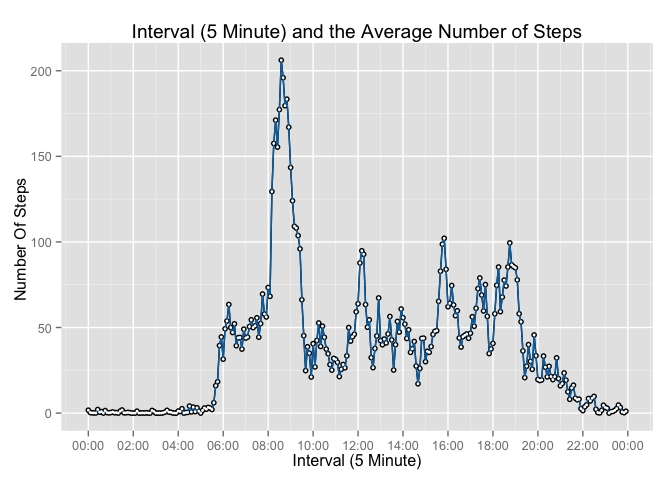 Interval (5 Minute) and the Average Number of Steps
Number Of Steps
200
150
100
50
0
00:00 02:00 04:00 06:00 08:00 10:00 12:00 14:00 16:00 18:00 20:00 22:00 00:00
Interval (5 Minute)